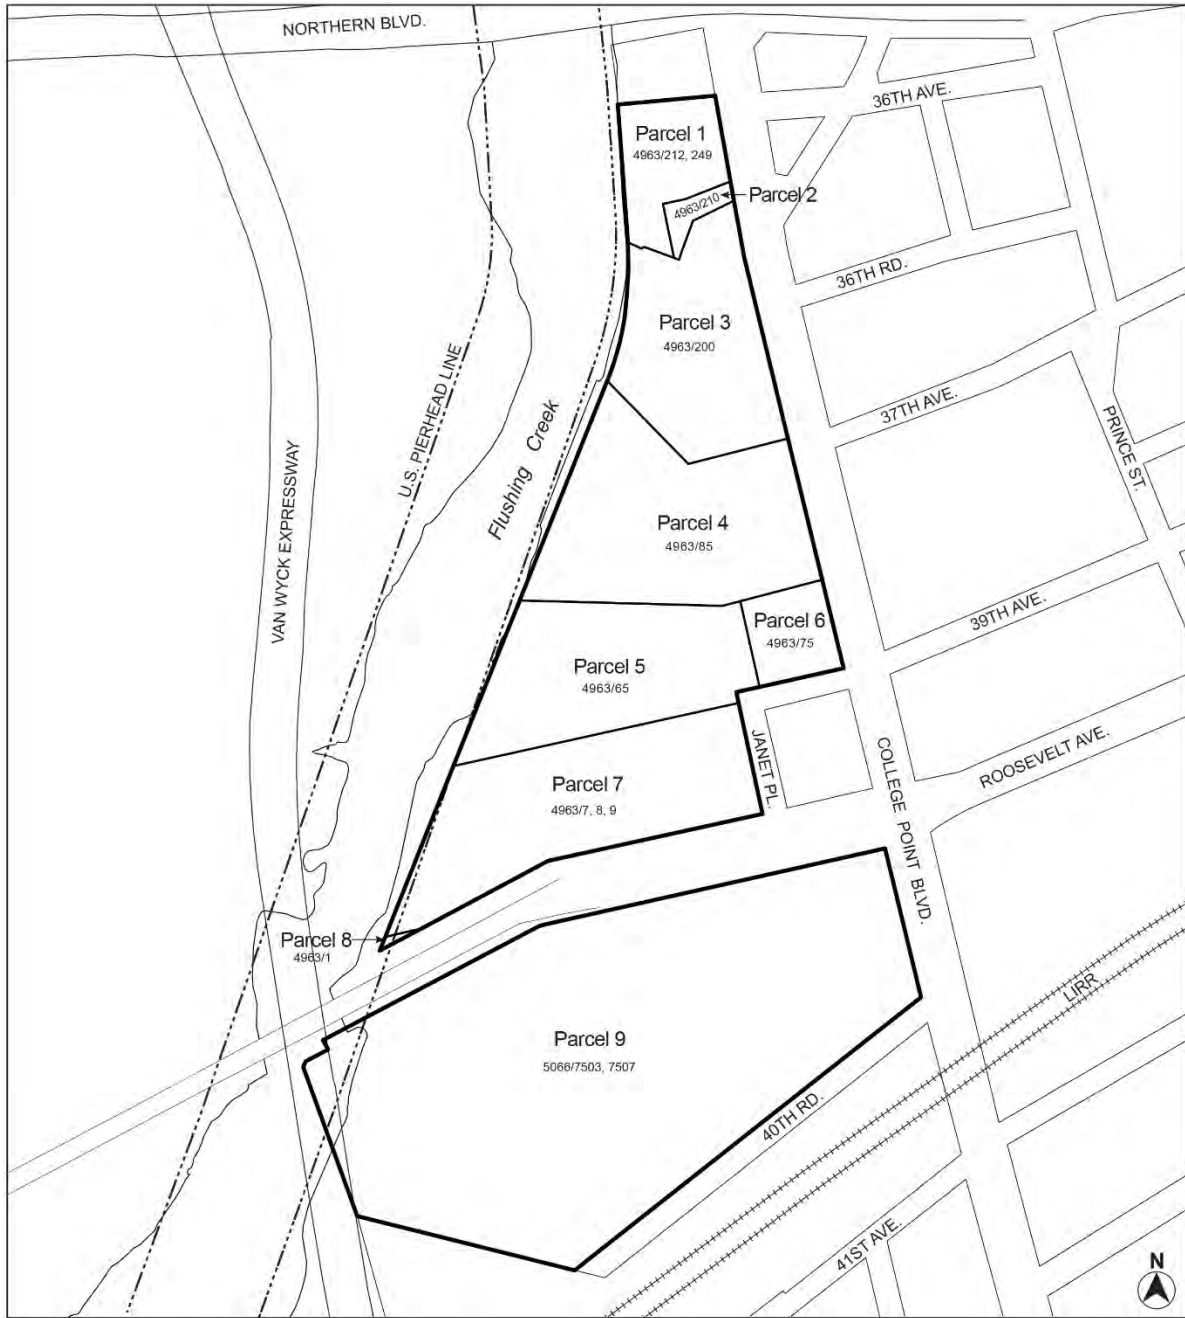 NORTHERN BLVD.
36TH AVE.
Parcel 1
4963/212, 249
Parcel 2
4963/210
36TH RD.
Parcel 3
4963/200
U.S. PIERHEAD LINE
Flushing Creek
37TH AVE.
PRINCE ST.
VAN WYCK EXPRESSWAY
Parcel 4
4963/85
39TH AVE.
Parcel 6
4963/75
Parcel 5
4963/65
JANET PL.
COLLEGE POINT BLVD.
ROOSEVELT AVE.
Parcel 7
4963/7, 8, 9
Parcel 8
4963/1
LIRR
Parcel 9
5066/7503, 7507
40TH RD.
41ST AVE.
N